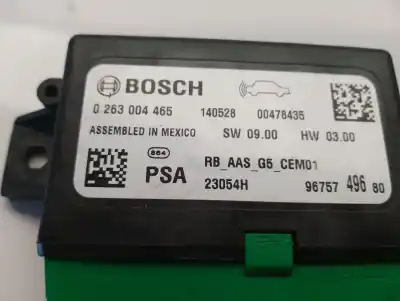 BOSCH
0 263 004 465 140528 00478435
ASSEMBLED IN MEXICO SW 09.00 HW 03.00
864 RB_AAS_G5_CEM01
PSA 23054H 96757 496 80